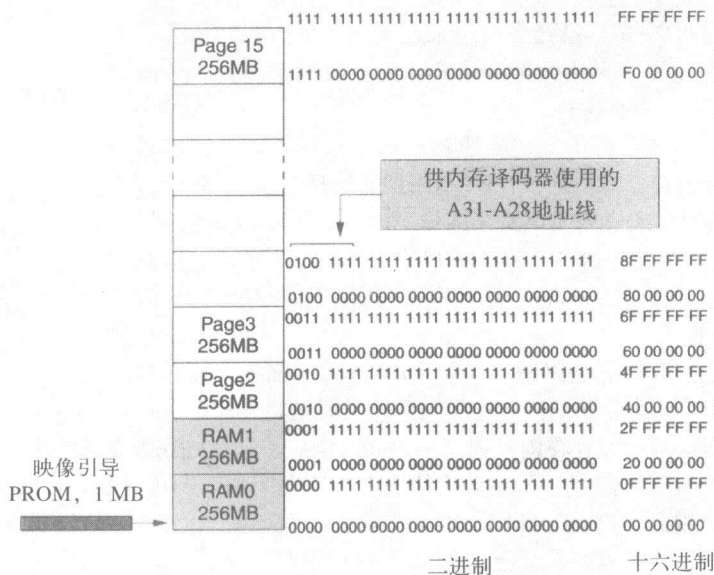 1111 1111 1111 1111 1111 1111 1111 1111 FF FF FF FF
Page 15
256MB
1111 0000 0000 0000 0000 0000 0000 0000 F0 00 00 00
供内存译码器使用的
A31-A28地址线
0100 1111 1111 1111 1111 1111 1111 1111 8F FF FF FF
0100 0000 0000 0000 0000 0000 0000 0000 80 00 00 00
Page3
256MB
0011 1111 1111 1111 1111 1111 1111 1111 6F FF FF FF
0011 0000 0000 0000 0000 0000 0000 0000 60 00 00 00
Page2
256MB
0010 1111 1111 1111 1111 1111 1111 1111 4F FF FF FF
0010 0000 0000 0000 0000 0000 0000 0000 40 00 00 00
RAM1
256MB
0001 1111 1111 1111 1111 1111 1111 1111 2F FF FF FF
0001 0000 0000 0000 0000 0000 0000 0000 20 00 00 00
映像引导
PROM，1 MB
RAM0
256MB
0000 1111 1111 1111 1111 1111 1111 1111 0F FF FF FF
0000 0000 0000 0000 0000 0000 0000 0000 00 00 00 00
二进制 十六进制